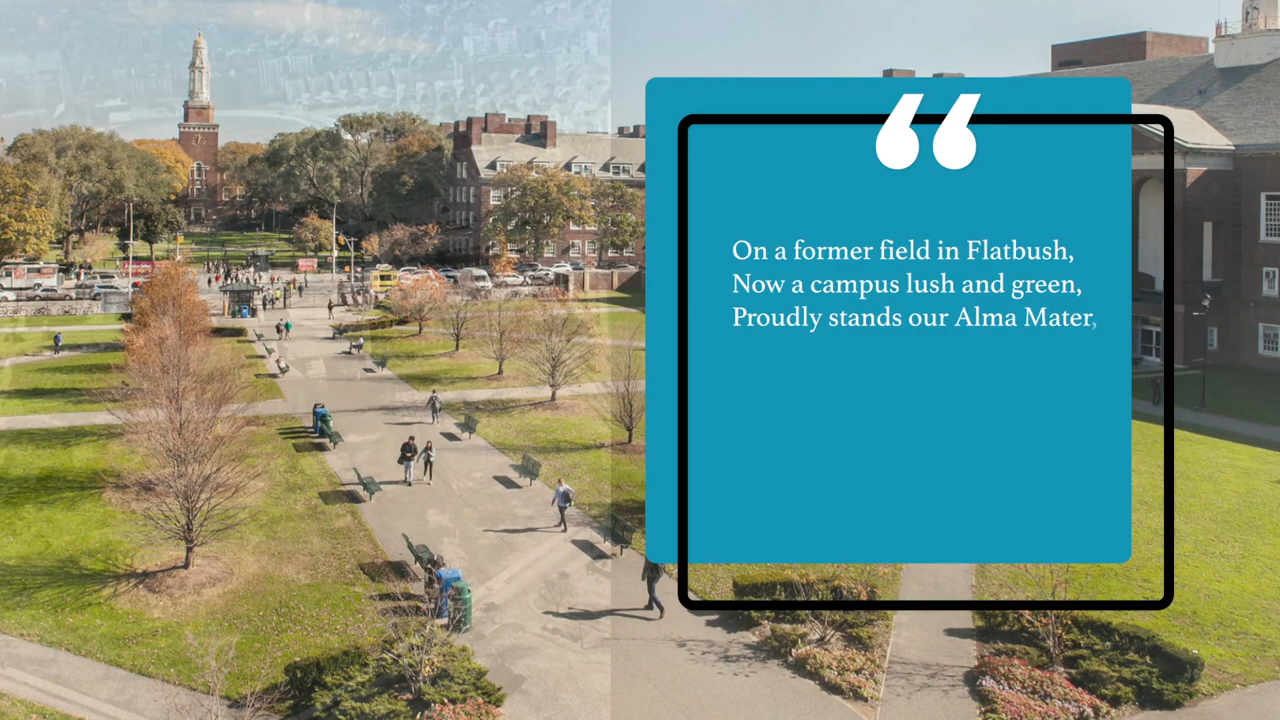 “
On a former field in Flatbush,
Now a campus lush and green,
Proudly stands our Alma Mater,